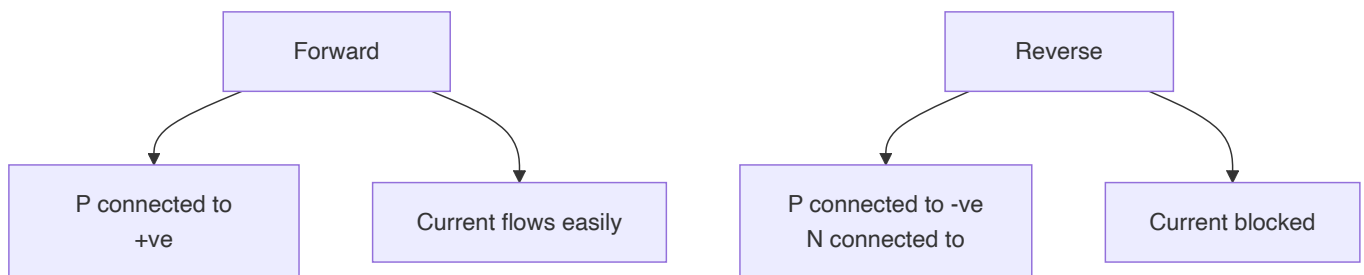 Forward
Reverse
P connected to
+ve
Current flows easily
P connected to -ve
N connected to
Current blocked